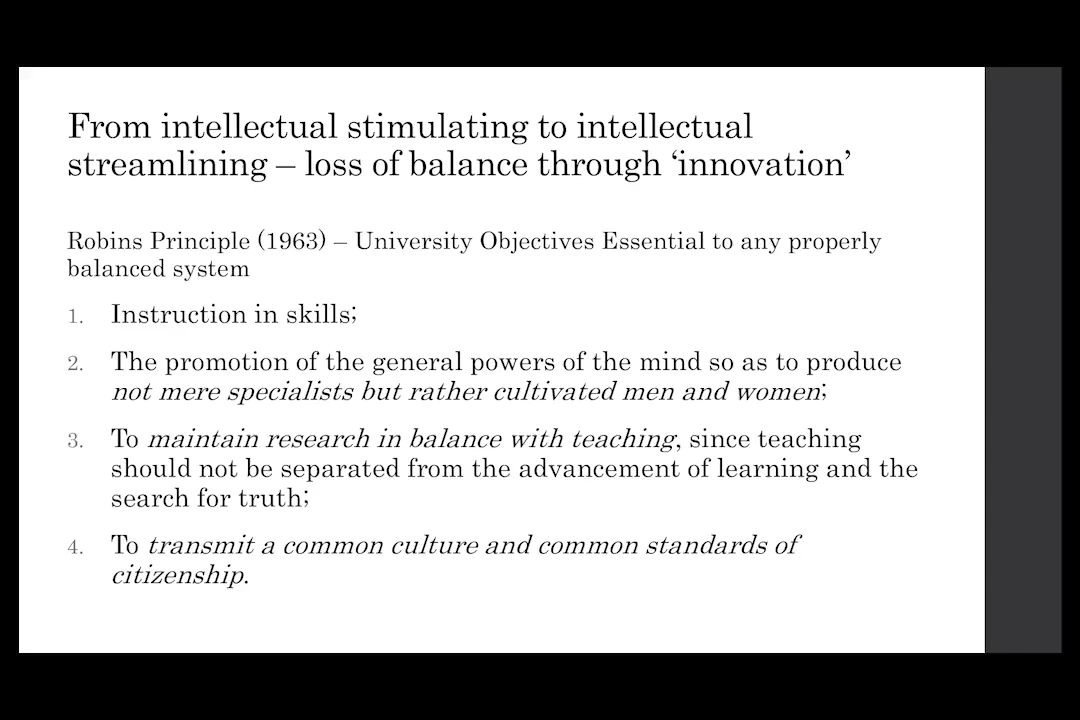 From intellectual stimulating to intellectual
streamlining – loss of balance through ‘innovation’
Robins Principle (1963) – University Objectives Essential to any properly
balanced system
1. Instruction in skills;
2. The promotion of the general powers of the mind so as to produce
not mere specialists but rather cultivated men and women;
3. To maintain research in balance with teaching, since teaching
should not be separated from the advancement of learning and the
search for truth;
4. To transmit a common culture and common standards of
citizenship.